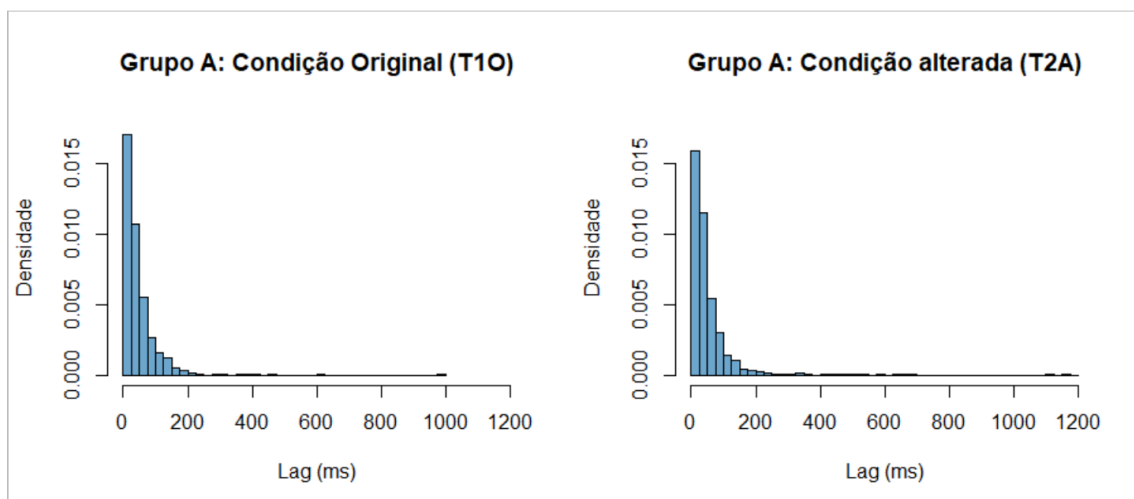 Grupo A: Condição Original (T1O)
Densidade
0.000 0.005 0.010 0.015
0 200 400 600 800 1000 1200
Lag (ms)
Grupo A: Condição alterada (T2A)
Densidade
0.000 0.005 0.010 0.015
0 200 400 600 800 1000 1200
Lag (ms)